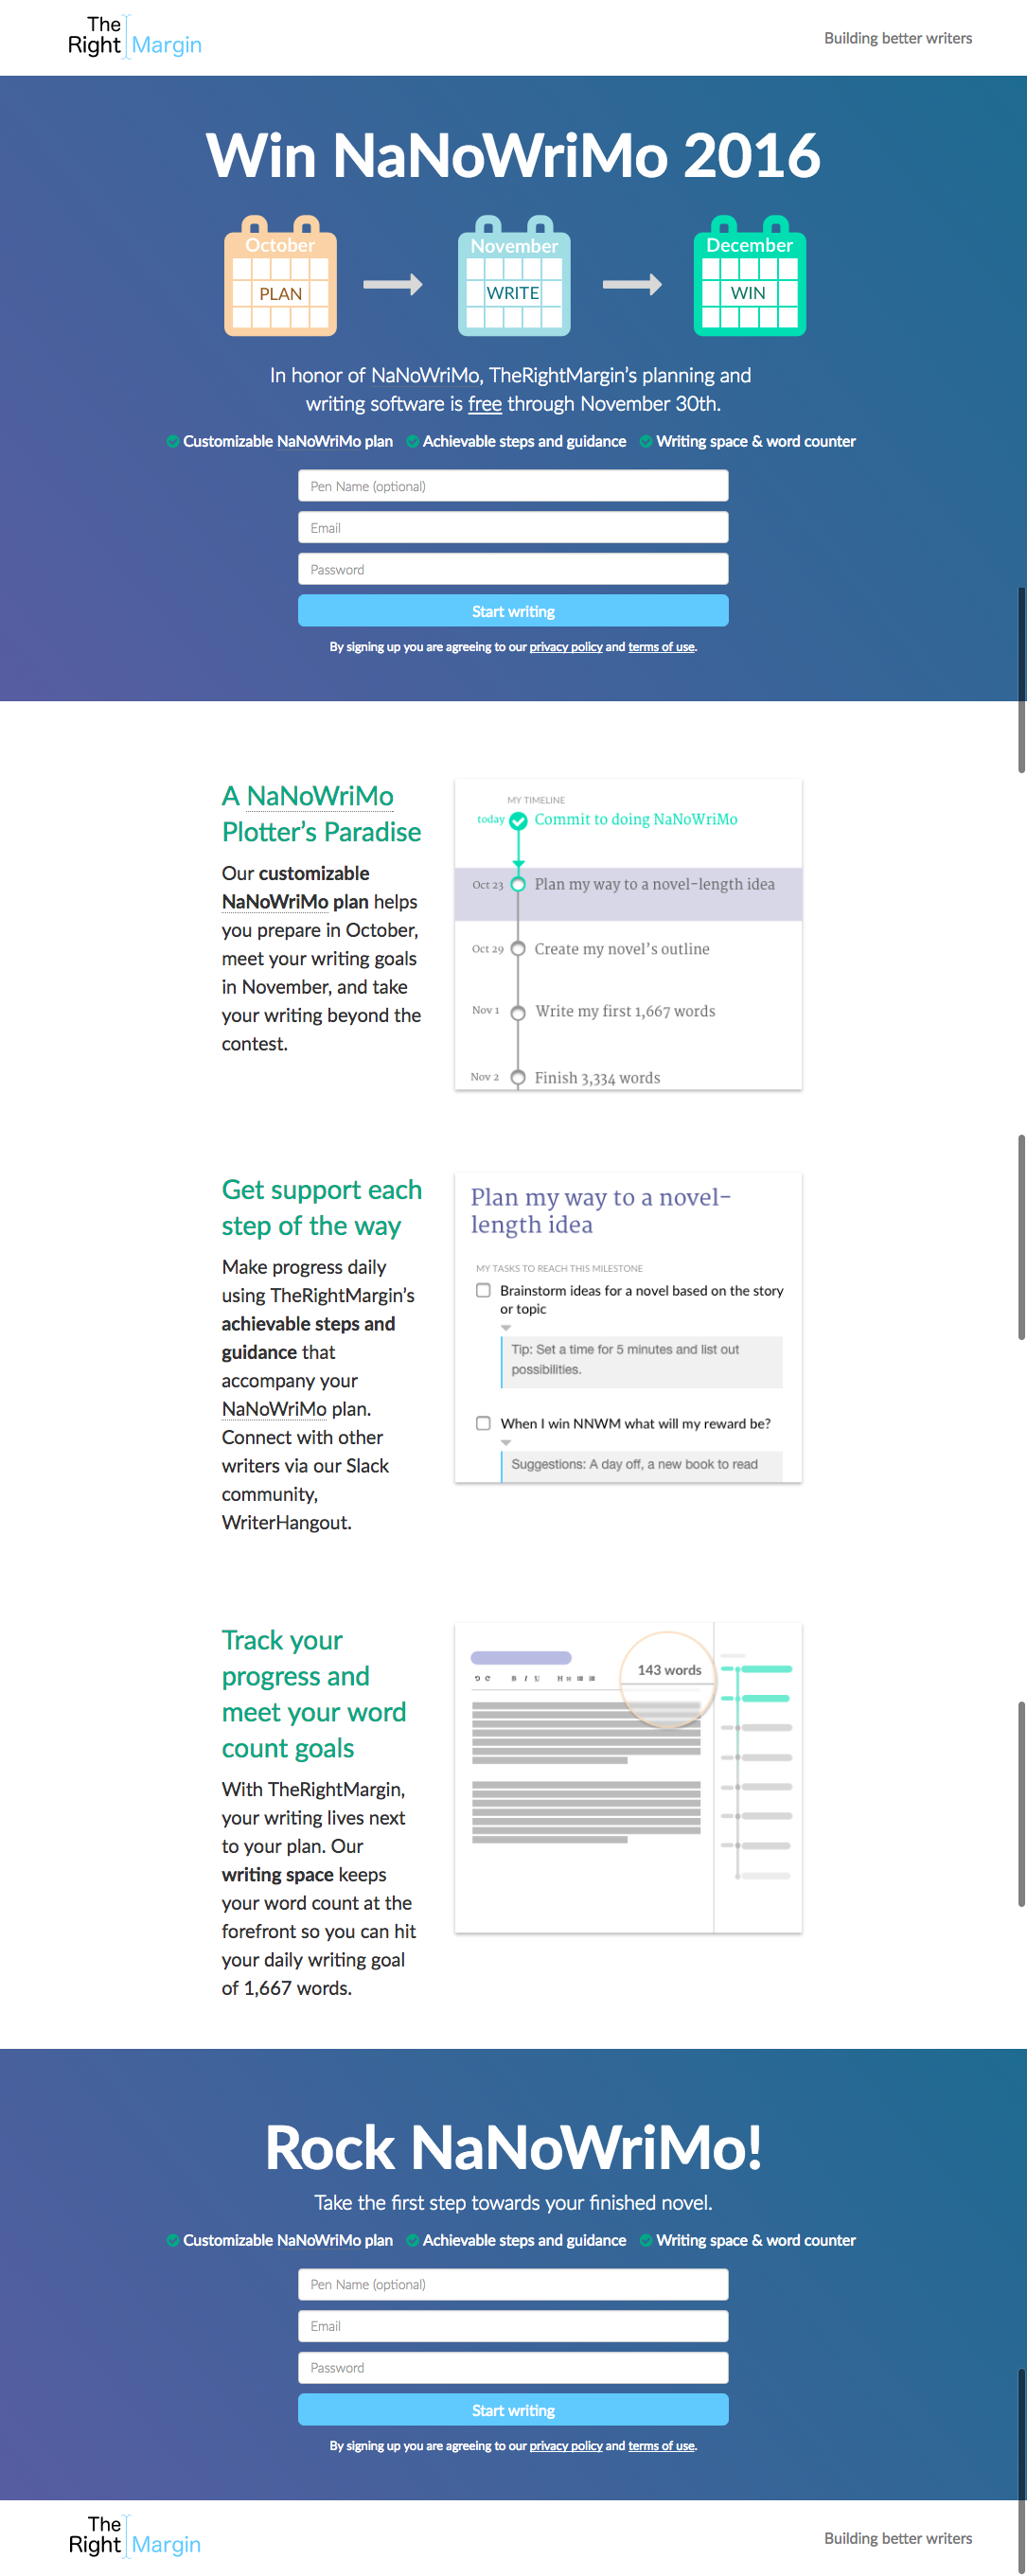 The
Right Margin
Building better writers
Win NaNoWriMo 2016
October
PLAN
November
WRITE
December
WIN
In honor of NaNoWriMo, TheRightMargin’s planning and
writing software is free through November 30th.
Customizable NaNoWriMo plan Achievable steps and guidance Writing space & word counter
Pen Name (optional)
Email
Password
Start writing
By signing up you are agreeing to our privacy policy and terms of use.
A NaNoWriMo
Plotter’s Paradise
Our customizable
NaNoWriMo plan helps
you prepare in October,
meet your writing goals
in November, and take
your writing beyond the
contest.
MY TIMELINE
today Commit to doing NaNoWriMo
Oct 23 Plan my way to a novel-length idea
Oct 29 Create my novel’s outline
Nov 1 Write my first 1,667 words
Nov 2 Finish 3,334 words
Get support each
step of the way
Make progress daily
using TheRightMargin’s
achievable steps and
guidance that
accompany your
NaNoWriMo plan.
Connect with other
writers via our Slack
community,
WriterHangout.
Plan my way to a novel-
length idea
MY TASKS TO REACH THIS MILESTONE
Brainstorm ideas for a novel based on the story
or topic
Tip: Set a time for 5 minutes and list out
possibilities.
When I win NNWM what will my reward be?
Suggestions: A day off, a new book to read
Track your
progress and
meet your word
count goals
With TheRightMargin,
your writing lives next
to your plan. Our
writing space keeps
your word count at the
forefront so you can hit
your daily writing goal
of 1,667 words.
B I U
143 words
Rock NaNoWriMo!
Take the first step towards your finished novel.
Customizable NaNoWriMo plan Achievable steps and guidance Writing space & word counter
Pen Name (optional)
Email
Password
Start writing
By signing up you are agreeing to our privacy policy and terms of use.
The
Right Margin
Building better writers